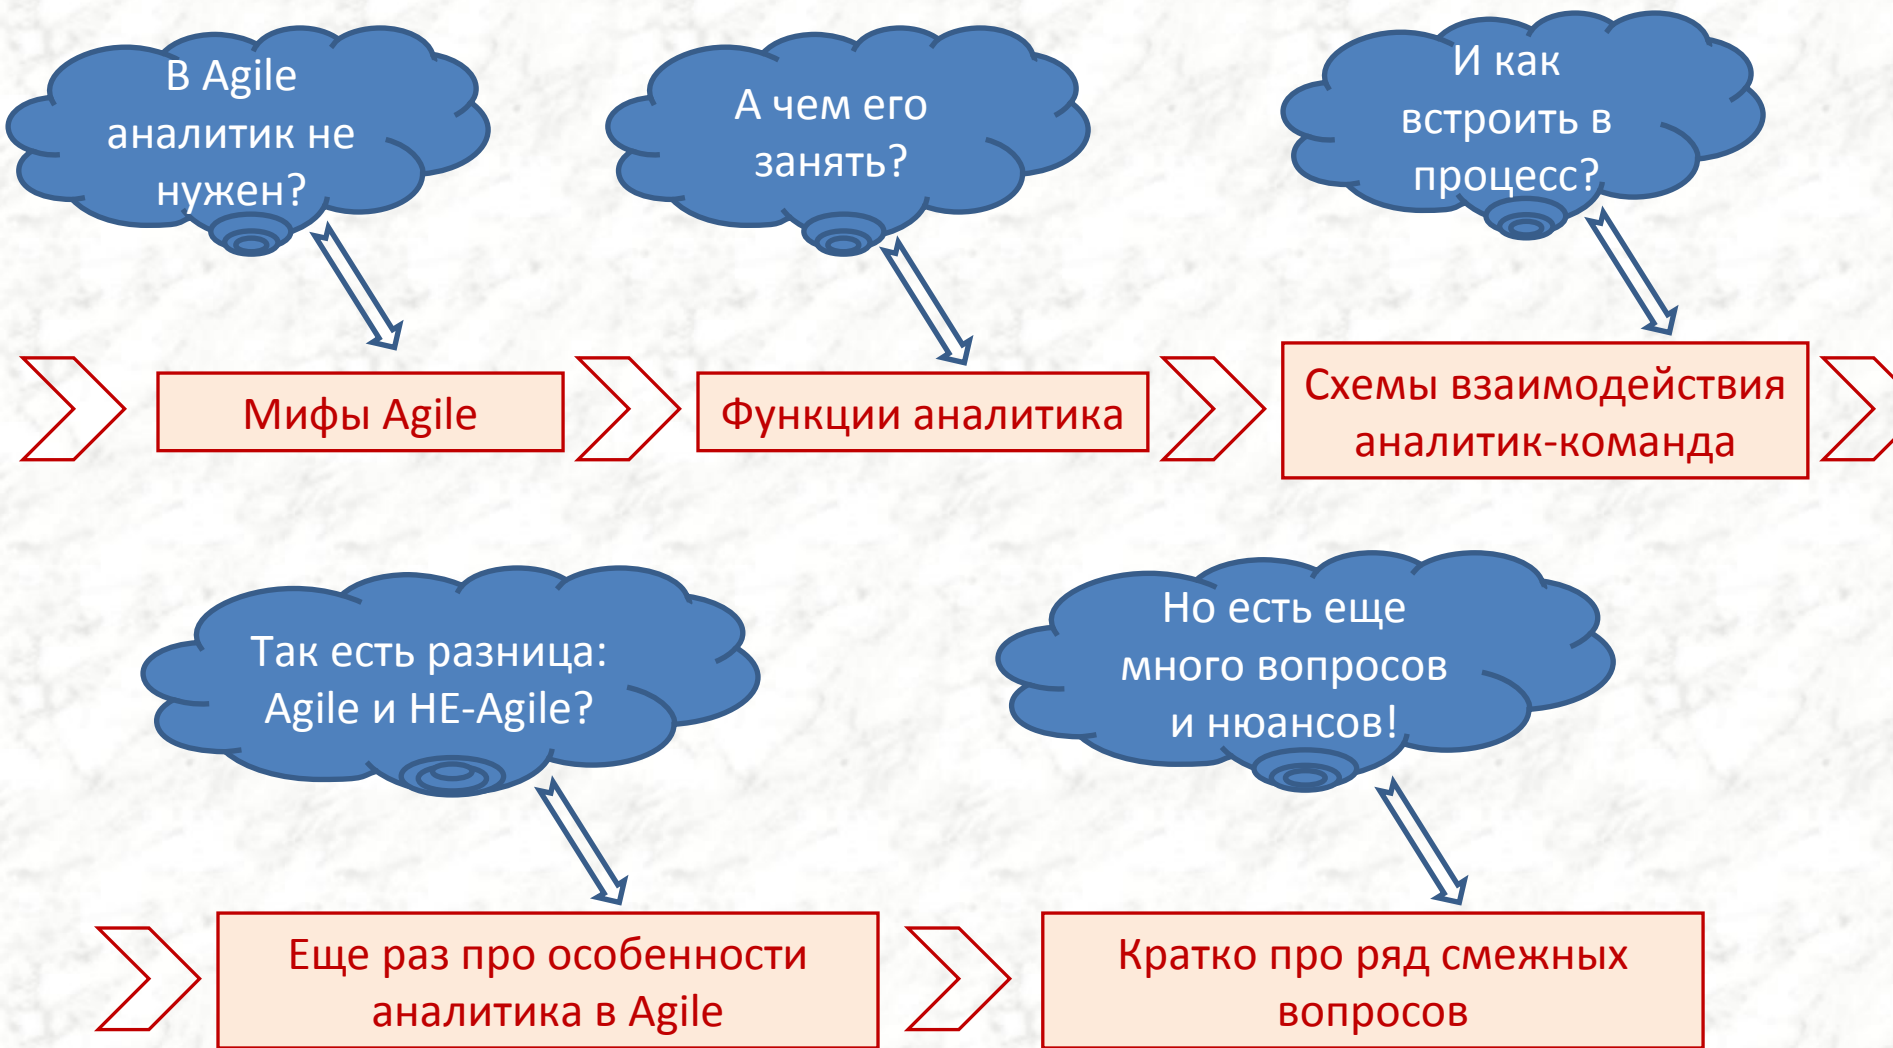 В Agile
аналитик не
нужен?
А чем его
занять?
И как
встроить в
процесс?
Мифы Agile
Функции аналитика
Схемы взаимодействия
аналитик-команда
Так есть разница:
Agile и НЕ-Agile?
Но есть еще
много вопросов
и нюансов!
Еще раз про особенности
аналитика в Agile
Кратко про ряд смежных
вопросов